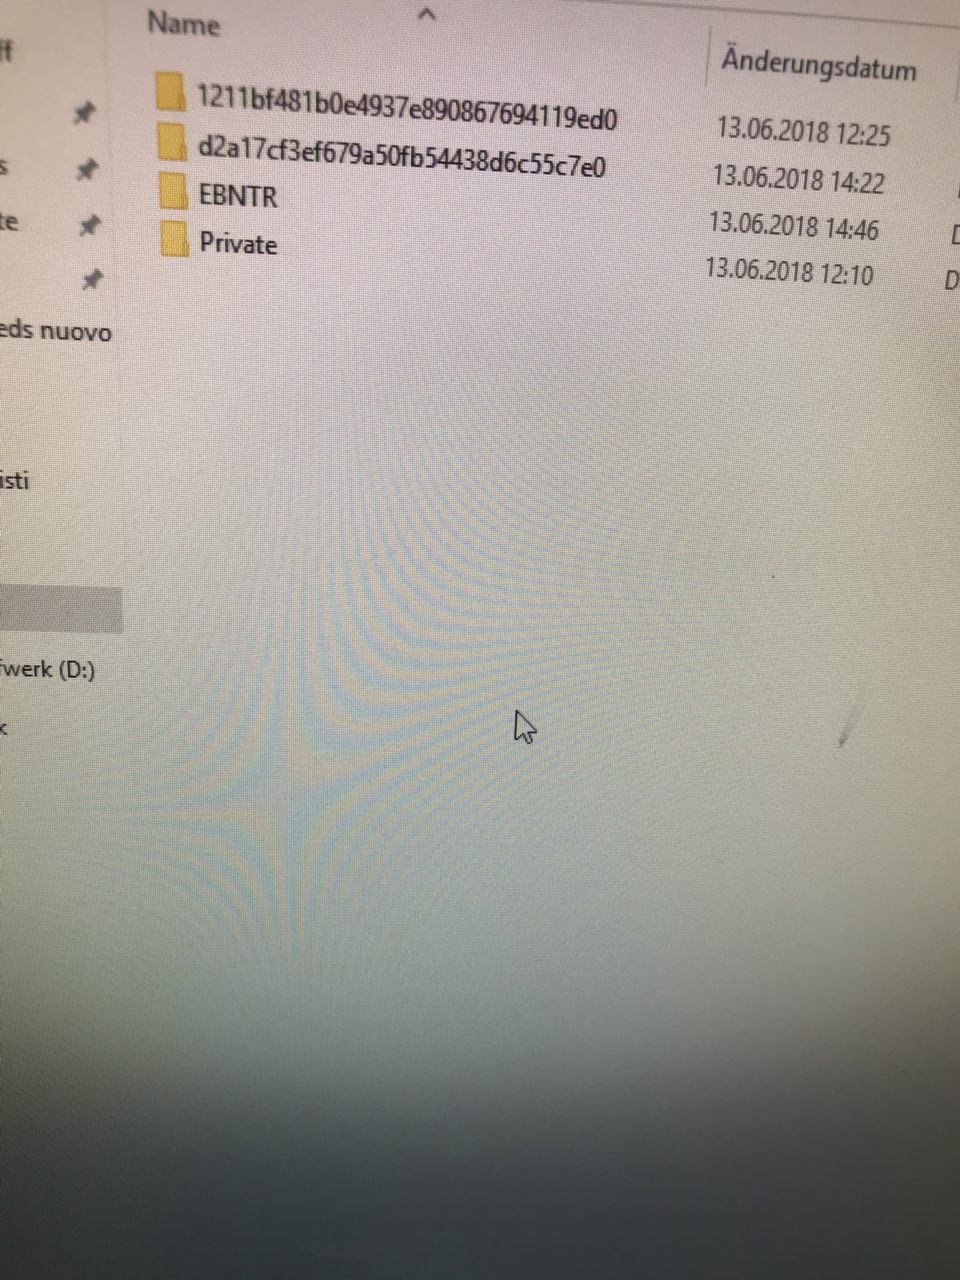 Name Änderungsdatum
1211bf481b0e4937e890867694119ed0 13.06.2018 12:25
d2a17cf3ef679a50fb54438d6c55c7e0 13.06.2018 14:22
EBNTR 13.06.2018 14:46
Private 13.06.2018 12:10
eds nuovo
isti
werk (D:)